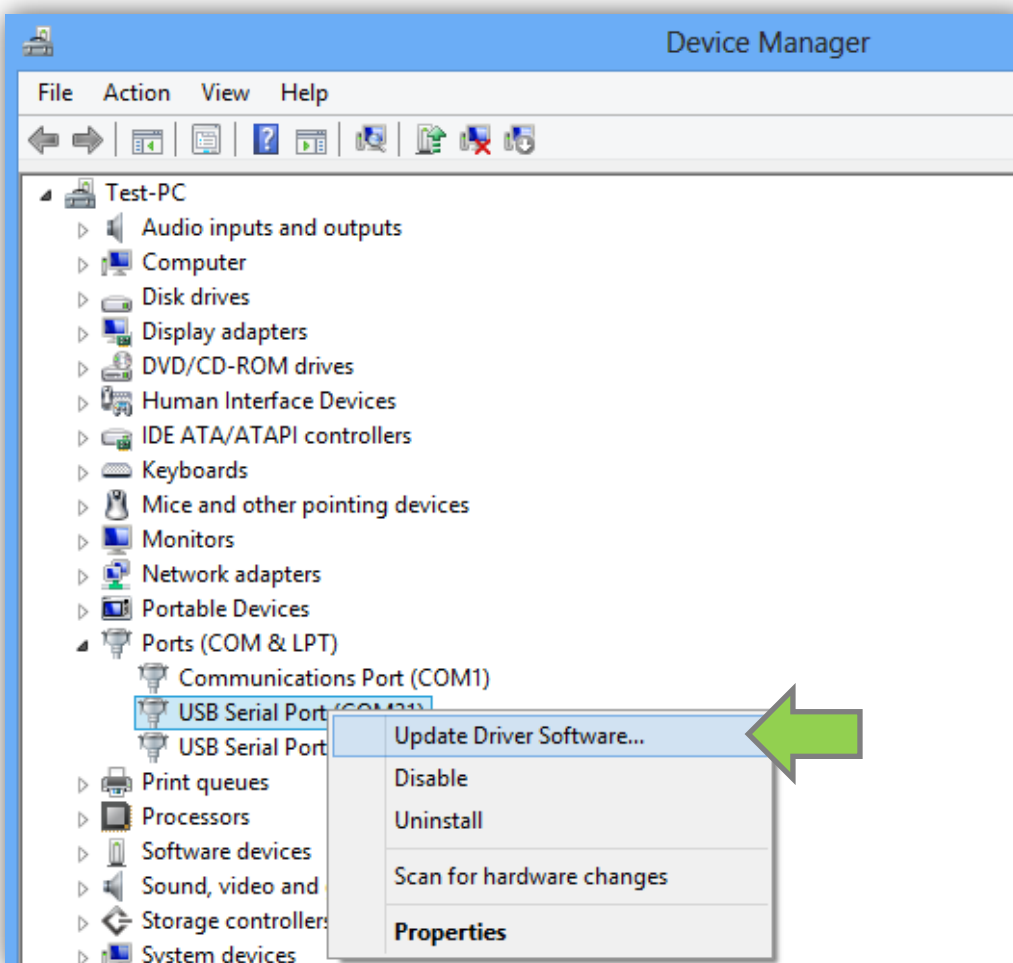 Device Manager
File Action View Help
Test-PC
Audio inputs and outputs
Computer
Disk drives
Display adapters
DVD/CD-ROM drives
Human Interface Devices
IDE ATA/ATAPI controllers
Keyboards
Mice and other pointing devices
Monitors
Network adapters
Portable Devices
Ports (COM & LPT)
Communications Port (COM1)
USB Serial Port
USB Serial Port
Update Driver Software...
Disable
Uninstall
Scan for hardware changes
Properties
Print queues
Processors
Software devices
Sound, video and
Storage controllers
System devices